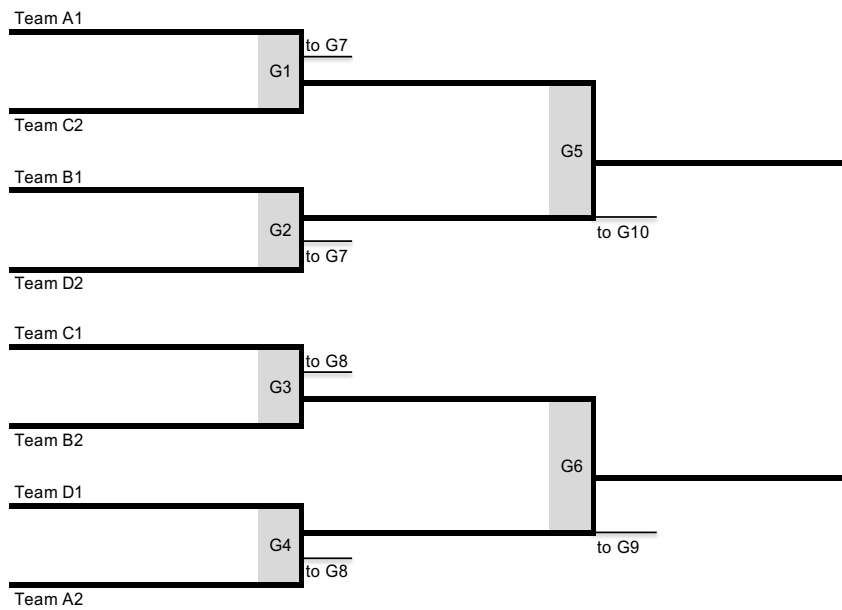 Team A1
to G7
G1
Team C2
G5
Team B1
G2
to G10
to G7
Team D2
Team C1
to G8
G3
Team B2
G6
Team D1
G4
to G9
to G8
Team A2